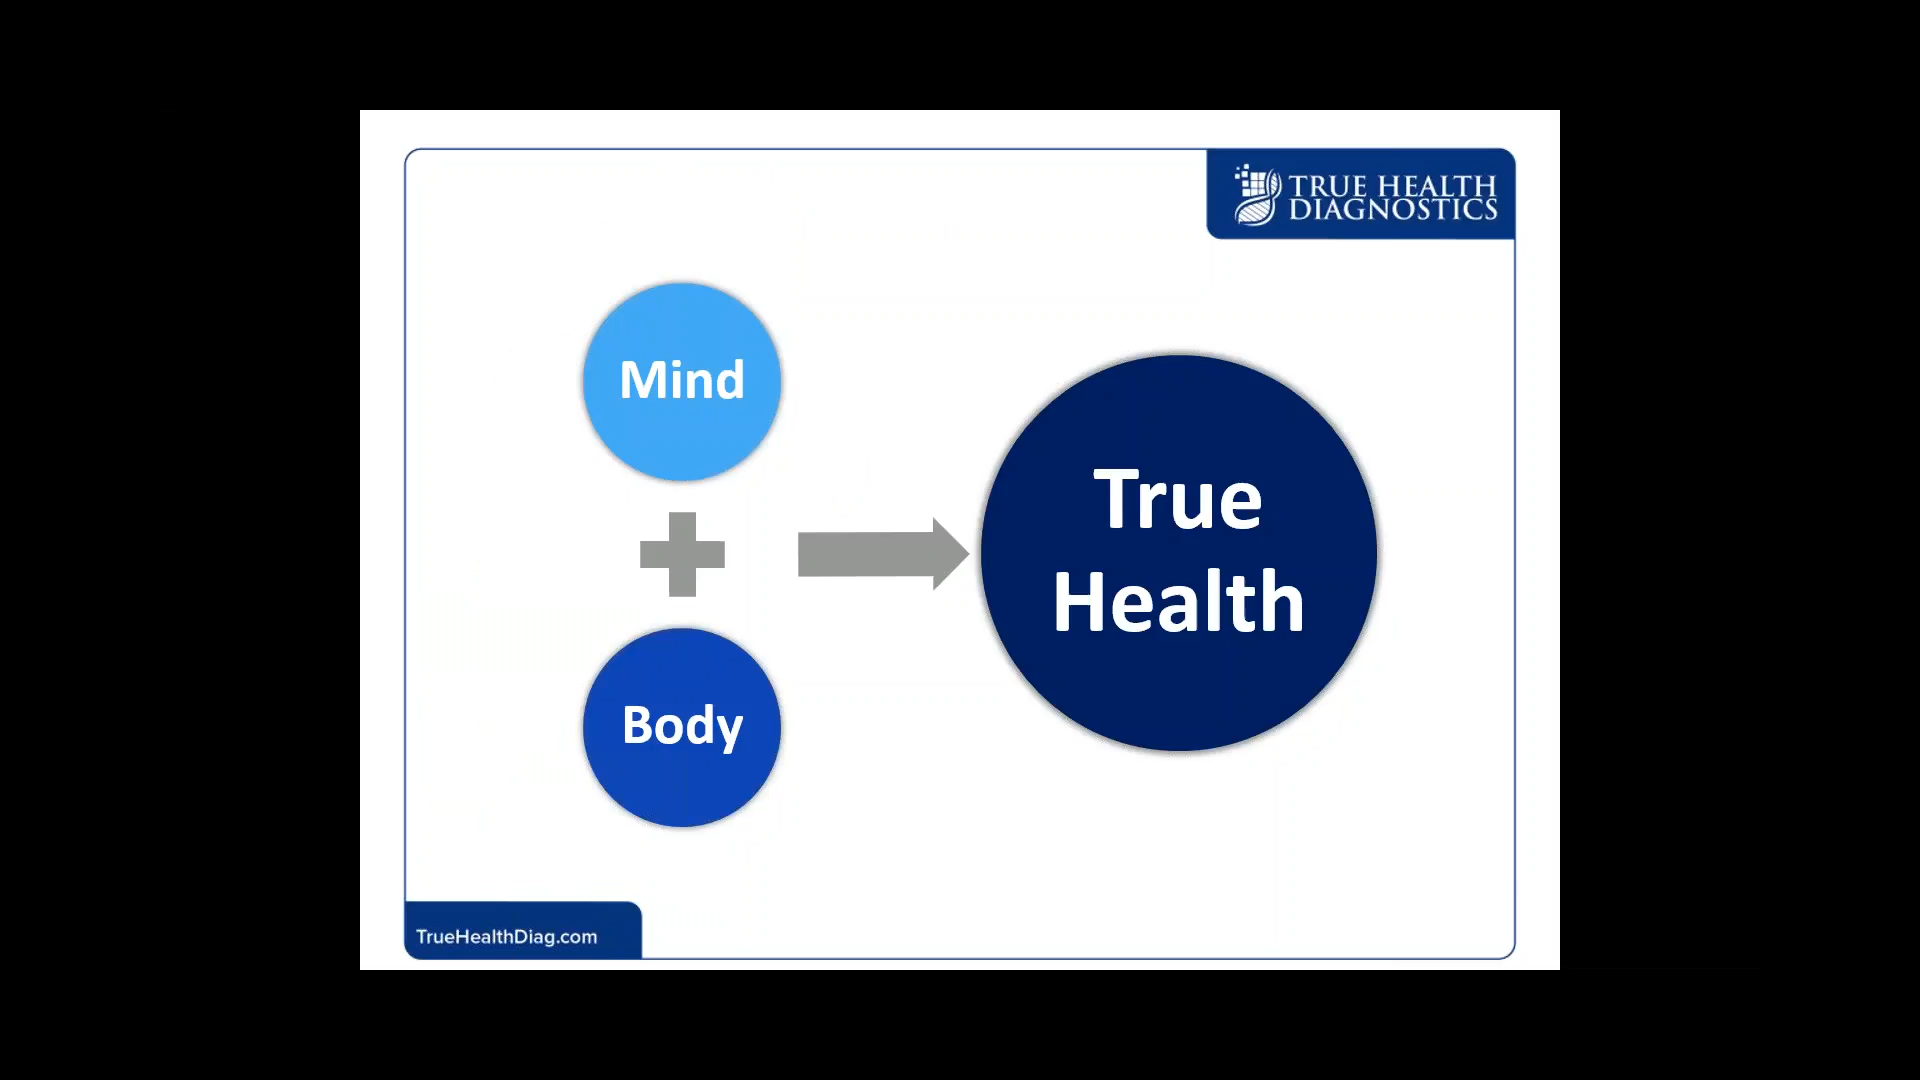 TRUE HEALTH
DIAGNOSTICS
Mind
Body
True
Health
TrueHealthDiag.com